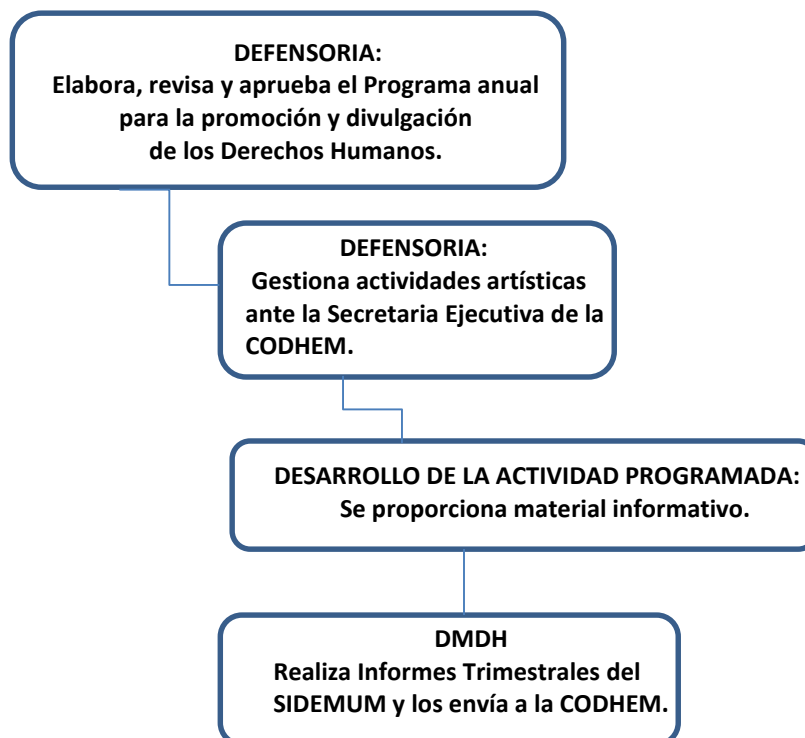 DEFENSORIA:
Elabora, revisa y aprueba el Programa anual
para la promoción y divulgación
de los Derechos Humanos.
DEFENSORIA:
Gestiona actividades artísticas
ante la Secretaria Ejecutiva de la
CODHEM.
DESARROLLO DE LA ACTIVIDAD PROGRAMADA:
Se proporciona material informativo.
DMDH
Realiza Informes Trimestrales del
SIDEMUM y los envía a la CODHEM.